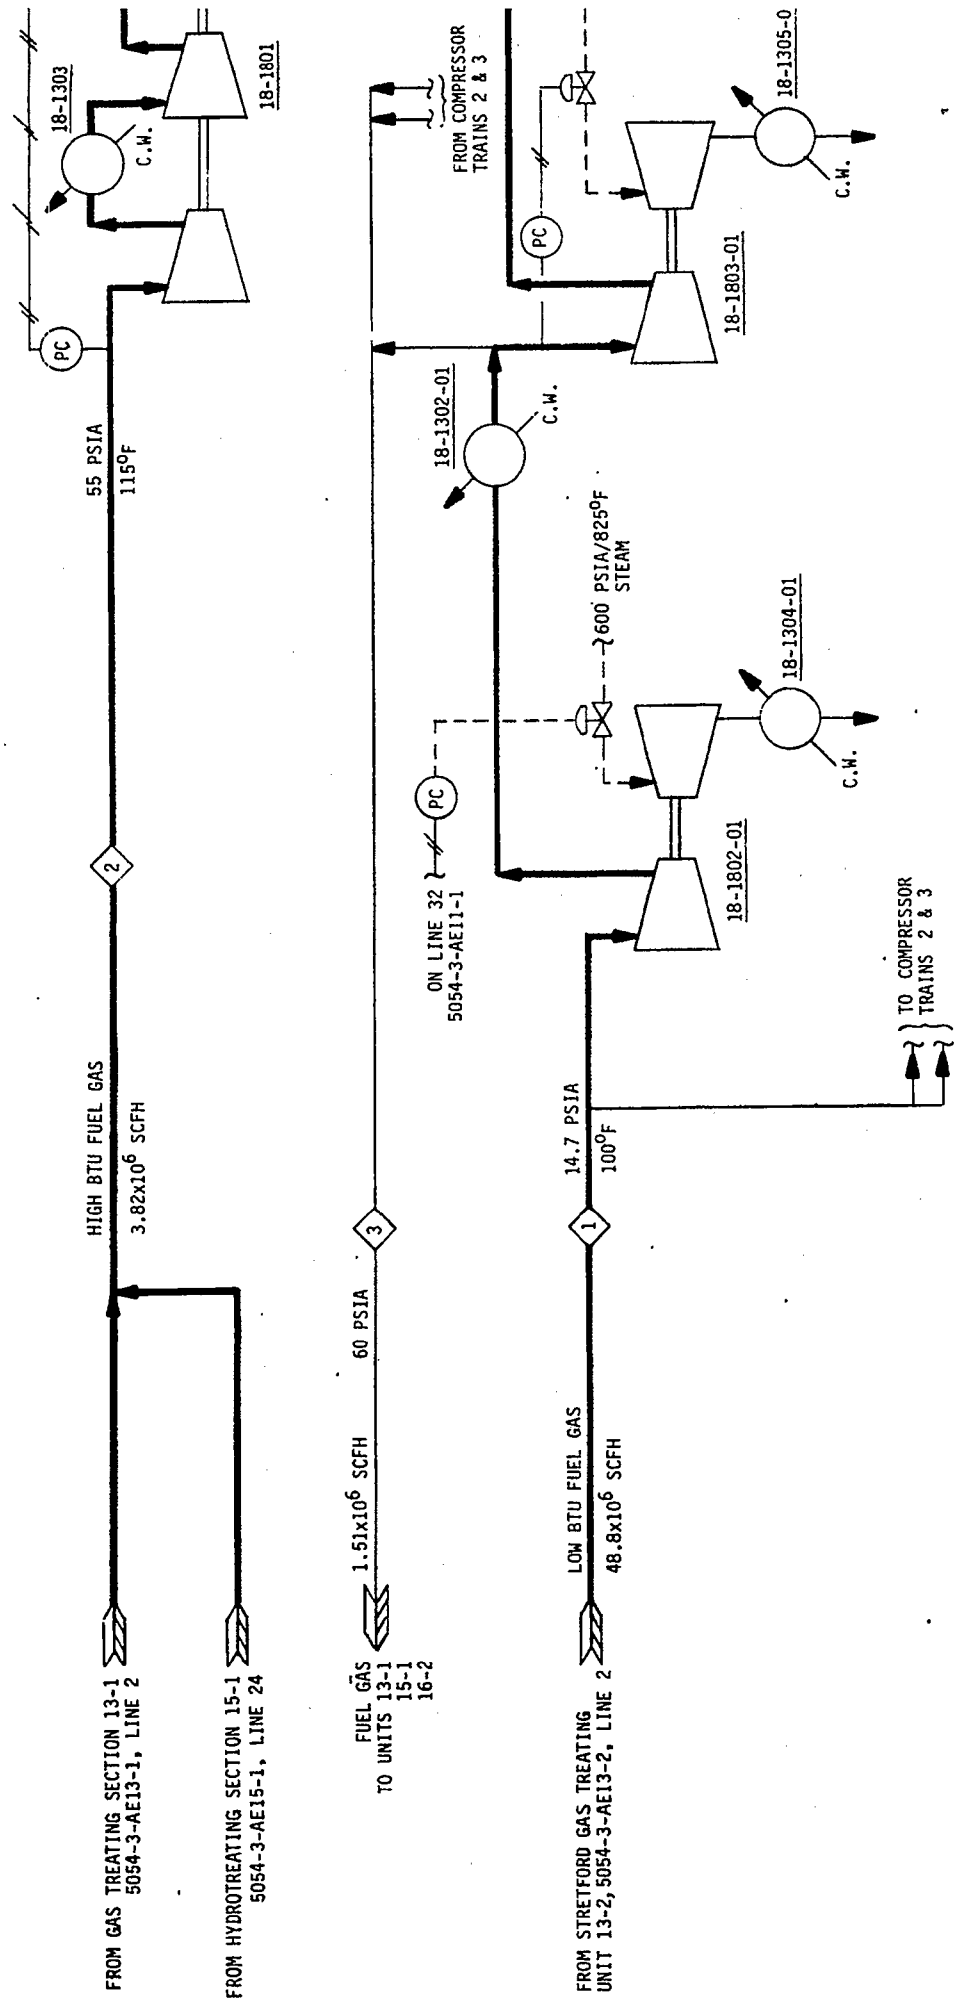 FROM GAS TREATING SECTION 13-1
5054-3-AE13-1, LINE 2
FROM HYDROTREATING SECTION 15-1
5054-3-AE15-1, LINE 24
HIGH BTU FUEL GAS
3.82x10⁶ SCFH
2
55 PSIA
115°F
PC
18-1303
C.W.
18-1801
FUEL GAS
TO UNITS 13-1
15-1
16-2
1.51x10⁶ SCFH
60 PSIA
3
FROM COMPRESSOR
TRAINS 2 & 3
ON LINE 32
5054-3-AE11-1
PC
600 PSIA/825°F
STEAM
18-1302-01
C.W.
PC
FROM STRETFORD GAS TREATING
UNIT 13-2, 5054-3-AE13-2, LINE 2
LOW BTU FUEL GAS
48.8x10⁶ SCFH
1
14.7 PSIA
100°F
18-1802-01
18-1304-01
C.W.
18-1803-01
18-1305-0
C.W.
TO COMPRESSOR
TRAINS 2 & 3